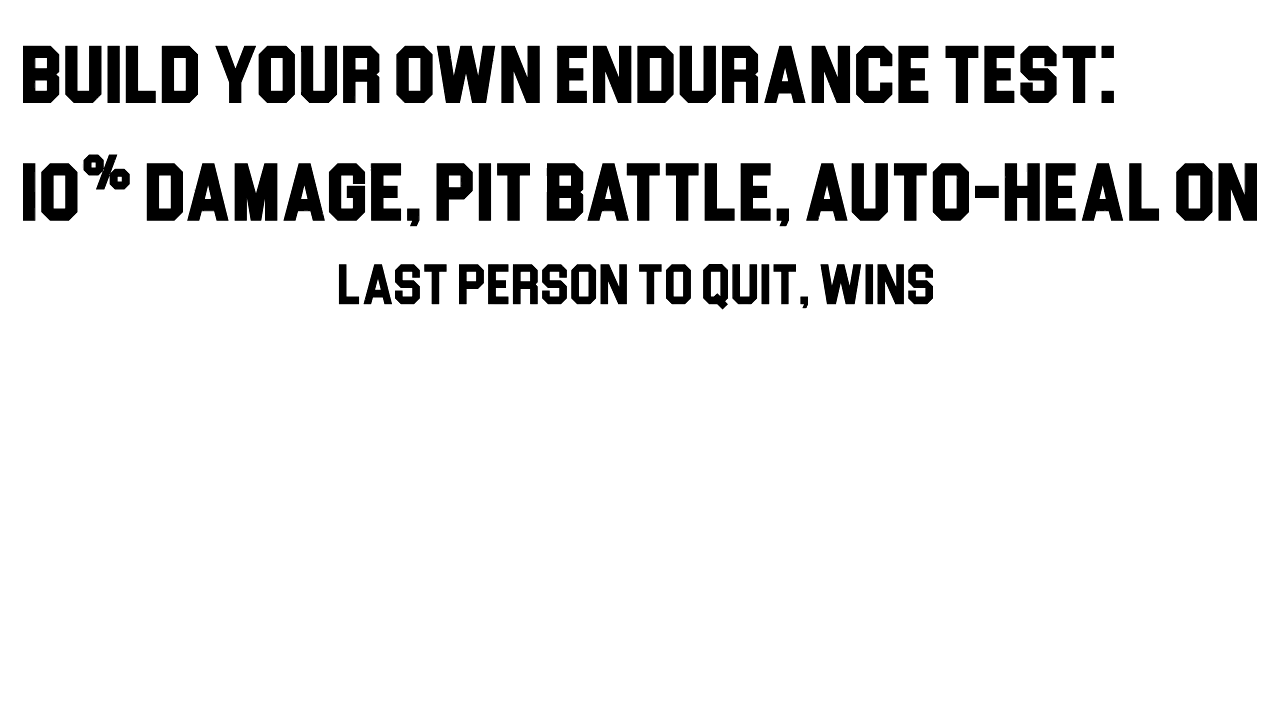 BUILD YOUR OWN ENDURANCE TEST:
10% DAMAGE, PIT BATTLE, AUTO-HEAL ON
LAST PERSON TO QUIT, WINS